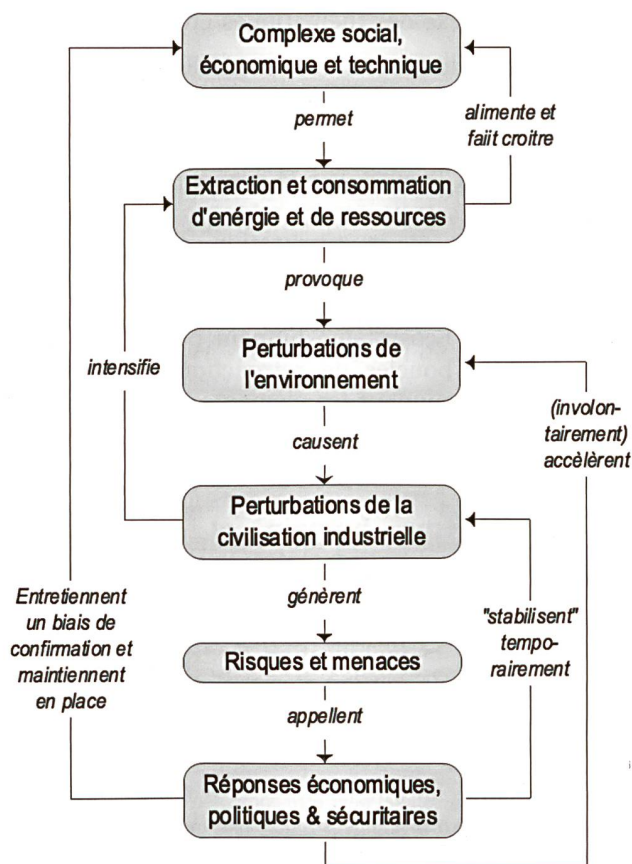 Complexe social,
économique et technique
permet
alimente et
faiit croitre
Extraction et consommation
d'enérgie et de ressources
provoque
Perturbations de
l'environnement
intensifie
(involon-
tairement)
accèlèrent
causent
Perturbations de la
civilisation industrielle
Entretiennent
un biais de
confirmation et
maintiennent
en place
génèrent
"stabilisent"
tempo-
rairement
Risques et menaces
appellent
Réponses économiques,
politiques & sécuritaires